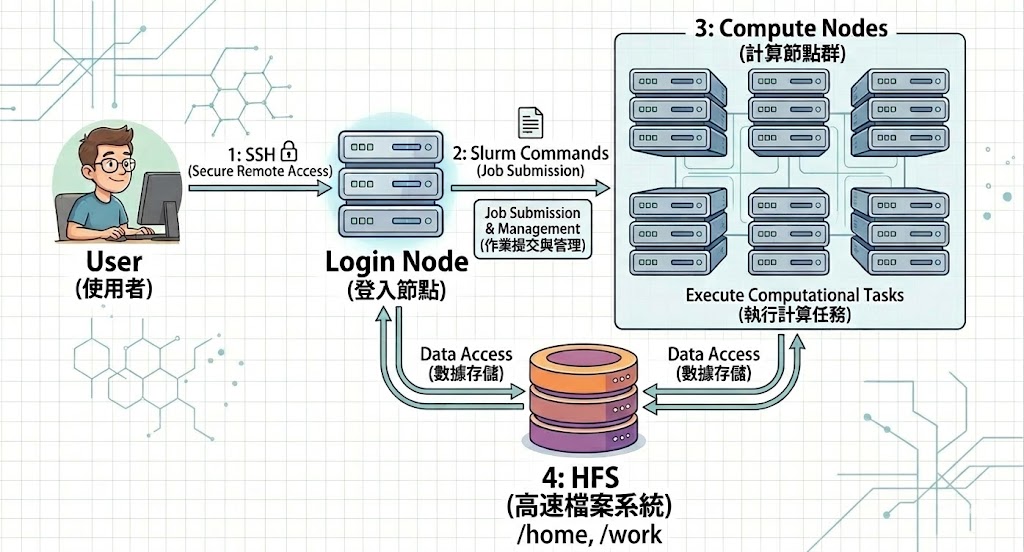 1: SSH
(Secure Remote Access)
User
(使用者)
Login Node
(登入節點)
2: Slurm Commands
(Job Submission)
Job Submission
& Management
(作業提交與管理)
3: Compute Nodes
(計算節點群)
Execute Computational Tasks
(執行計算任務)
Data Access
(數據存儲)
Data Access
(數據存儲)
4: HFS
(高速檔案系統)
/home, /work